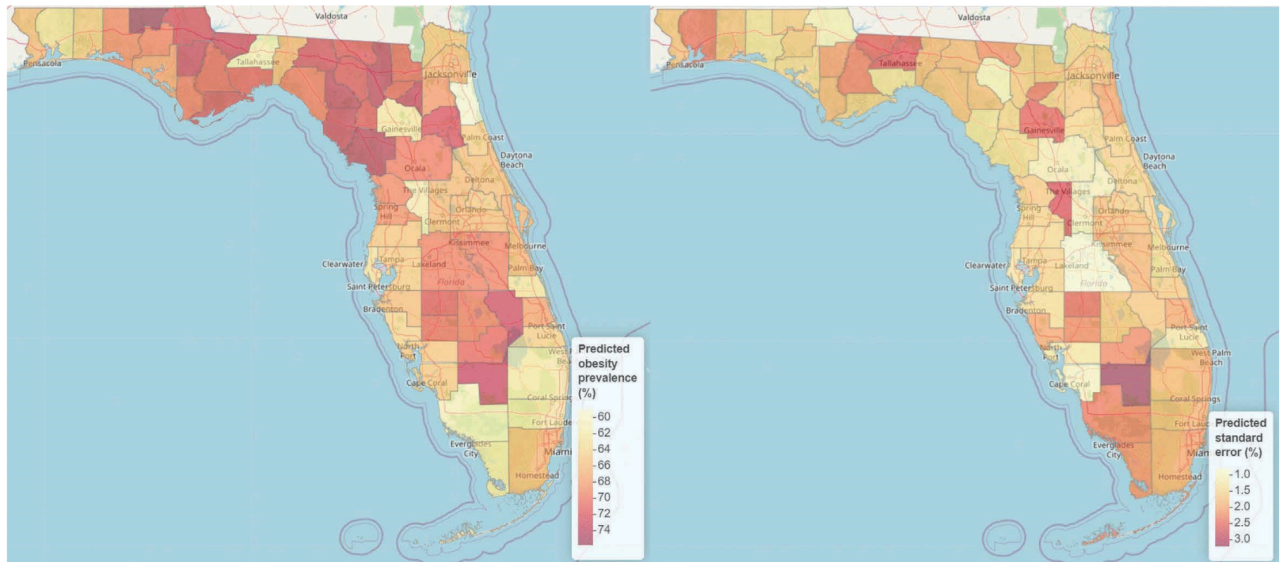 Valdosta
Pensacola
Tallahassee
Jacksonville
Gainesville
Palm Coast
Daytona
Beach
Ocala
The Villages
Deltona
Spring
Hill
Clermont
Orlando
Kissimmee
Melbourne
Clearwater
Tampa
Lakeland
Palm Bay
Saint Petersburg
Florida
Bradenton
Port Saint
Lucie
North
Port
West
Cape Coral
Coral Springs
Everglades
City
Miami
Homestead
Predicted
obesity
prevalence
(%)
60
62
64
66
68
70
72
74
Valdosta
Pensacola
Tallahassee
Jacksonville
Gainesville
Palm Coast
Daytona
Beach
Ocala
The Villages
Deltona
Spring
Hill
Clermont
Orlando
Kissimmee
Melbourne
Clearwater
Tampa
Lakeland
Palm Bay
Saint Petersburg
Florida
Bradenton
Port Saint
Lucie
North
Port
West Palm
Beach
Cape Coral
Coral Springs
Everglades
City
Homestead
Predicted
standard
error (%)
1.0
1.5
2.0
2.5
3.0